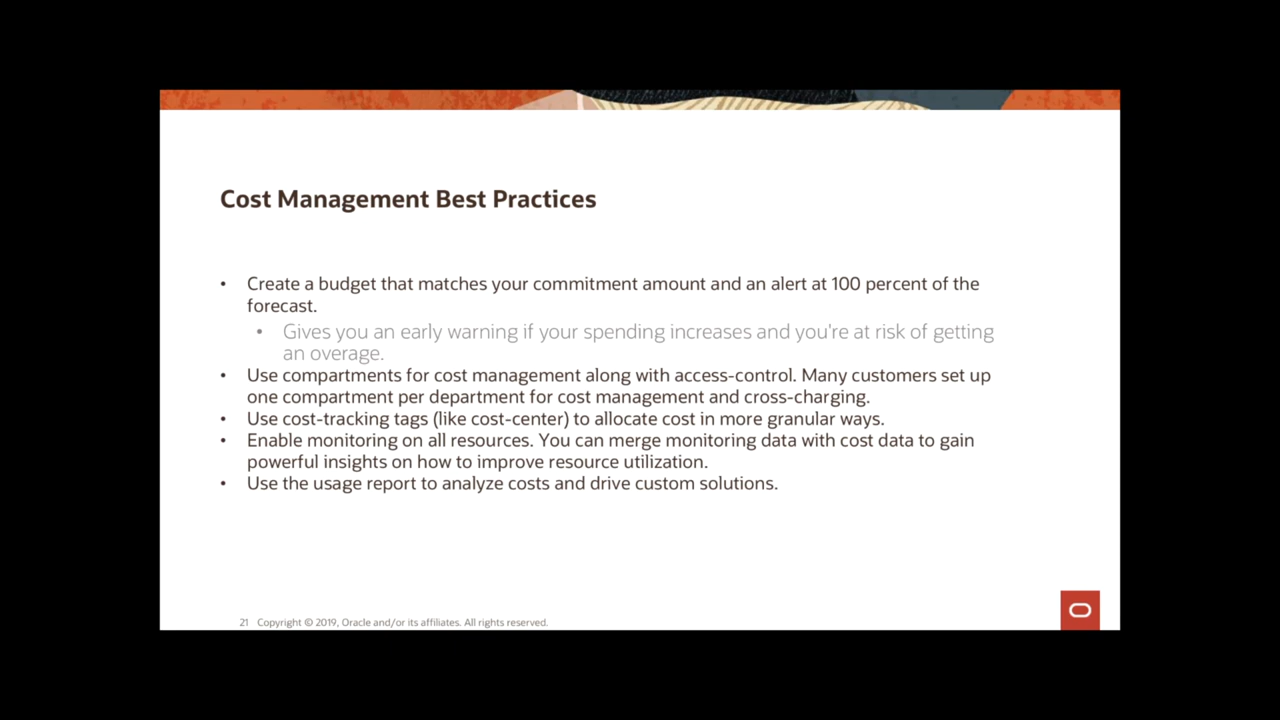 Cost Management Best Practices
• Create a budget that matches your commitment amount and an alert at 100 percent of the
forecast.
• Gives you an early warning if your spending increases and you're at risk of getting
an overage.
• Use compartments for cost management along with access-control. Many customers set up
one compartment per department for cost management and cross-charging.
• Use cost-tracking tags (like cost-center) to allocate cost in more granular ways.
• Enable monitoring on all resources. You can merge monitoring data with cost data to gain
powerful insights on how to improve resource utilization.
• Use the usage report to analyze costs and drive custom solutions.
21 Copyright © 2019, Oracle and/or its affiliates. All rights reserved.